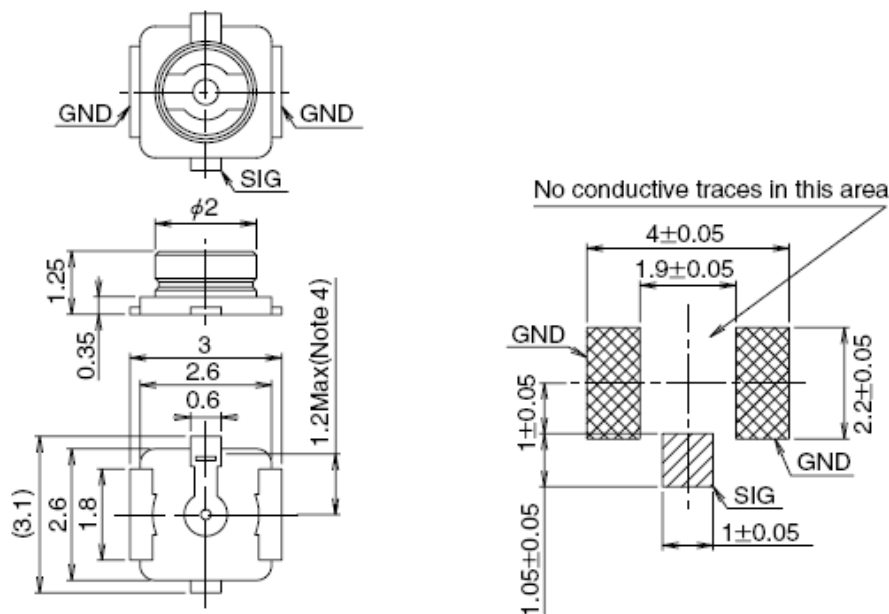 GND
GND
SIG
ϕ2
1.25
0.35
3
2.6
0.6
1.2Max(Note 4)
(3.1)
2.6
1.8
No conductive traces in this area
4±0.05
1.9±0.05
GND
2.2±0.05
1±0.05
GND
SIG
1±0.05
1.05±0.05